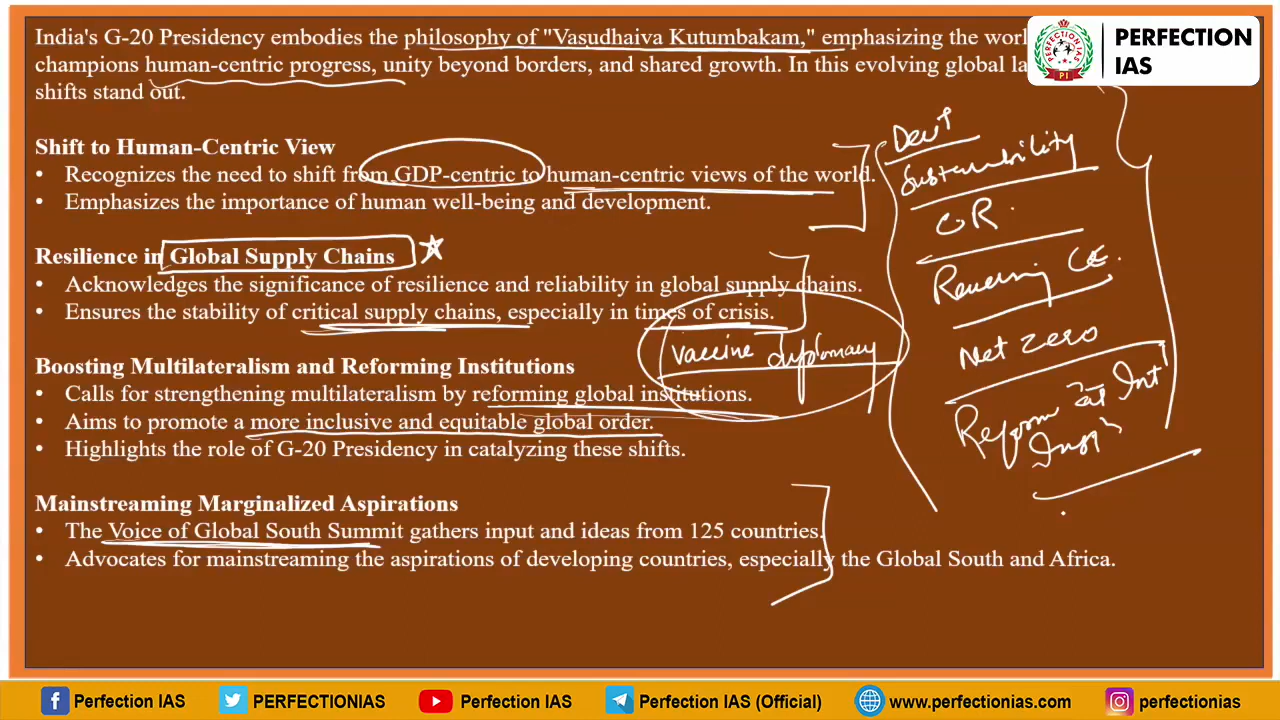 India's G-20 Presidency embodies the philosophy of "Vasudhaiva Kutumbakam," emphasizing the worl
champions human-centric progress, unity beyond borders, and shared growth. In this evolving global la
shifts stand out.
PERFECTION
IAS
PERFECTION IAS
PI
Shift to Human-Centric View
• Recognizes the need to shift from GDP-centric to human-centric views of the world.
• Emphasizes the importance of human well-being and development.
Resilience in Global Supply Chains
• Acknowledges the significance of resilience and reliability in global supply chains.
• Ensures the stability of critical supply chains, especially in times of crisis.
Boosting Multilateralism and Reforming Institutions
• Calls for strengthening multilateralism by reforming global institutions.
• Aims to promote a more inclusive and equitable global order.
• Highlights the role of G-20 Presidency in catalyzing these shifts.
Mainstreaming Marginalized Aspirations
• The Voice of Global South Summit gathers input and ideas from 125 countries.
• Advocates for mainstreaming the aspirations of developing countries, especially the Global South and Africa.
Vaccine diplomacy
Devt
Sustainability
CE.
Net Zero
Reform at Int
Instn
Perfection IAS
PERFECTIONIAS
Perfection IAS
Perfection IAS (Official)
www.perfectionias.com
perfectionias